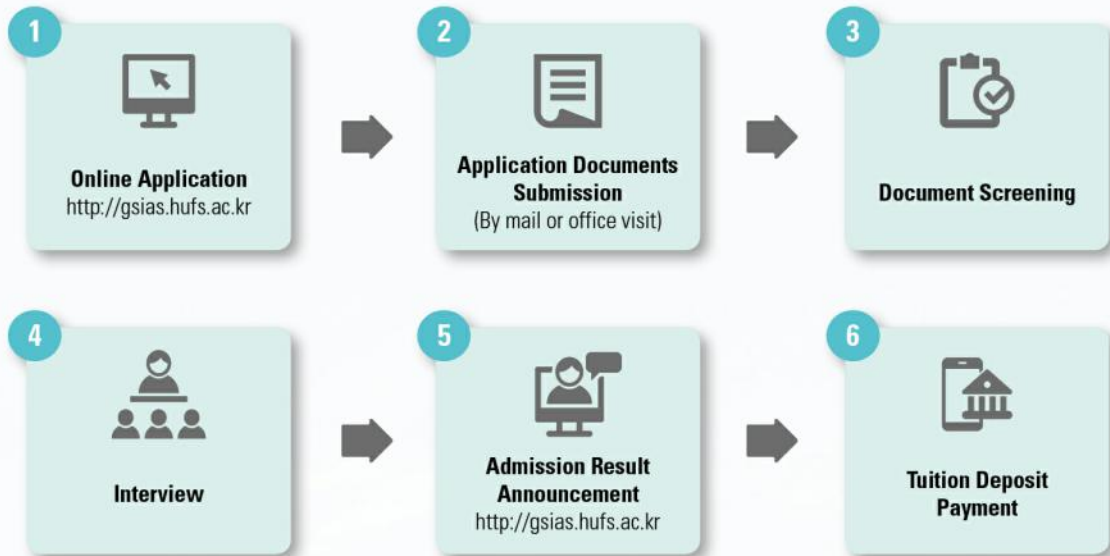 1
Online Application
http://gsias.hufs.ac.kr
2
Application Documents
Submission
(By mail or office visit)
3
Document Screening
4
Interview
5
Admission Result
Announcement
http://gsias.hufs.ac.kr
6
Tuition Deposit
Payment